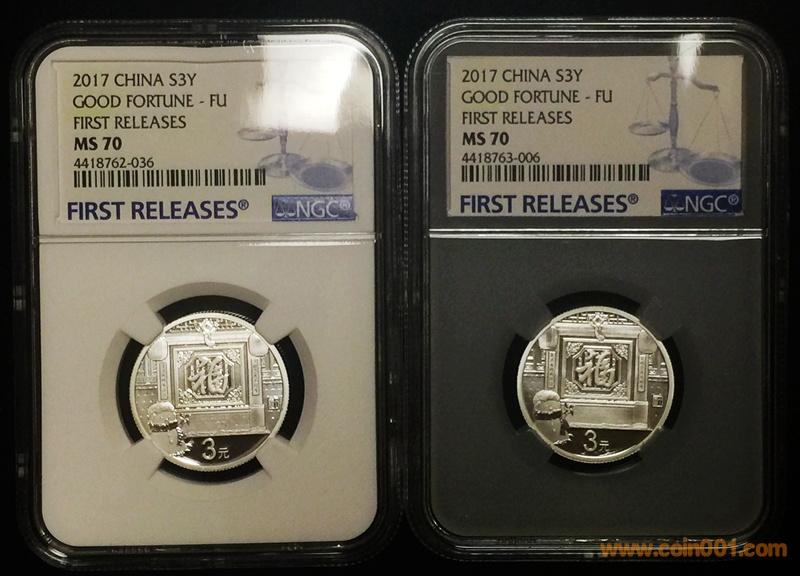 2017 CHINA S3Y
GOOD FORTUNE - FU
FIRST RELEASES
MS 70
4418762-036
FIRST RELEASES®
NGC®
福
3元
2017 CHINA S3Y
GOOD FORTUNE - FU
FIRST RELEASES
MS 70
4418763-006
FIRST RELEASES®
NGC®
福
3元
www.coin001.com